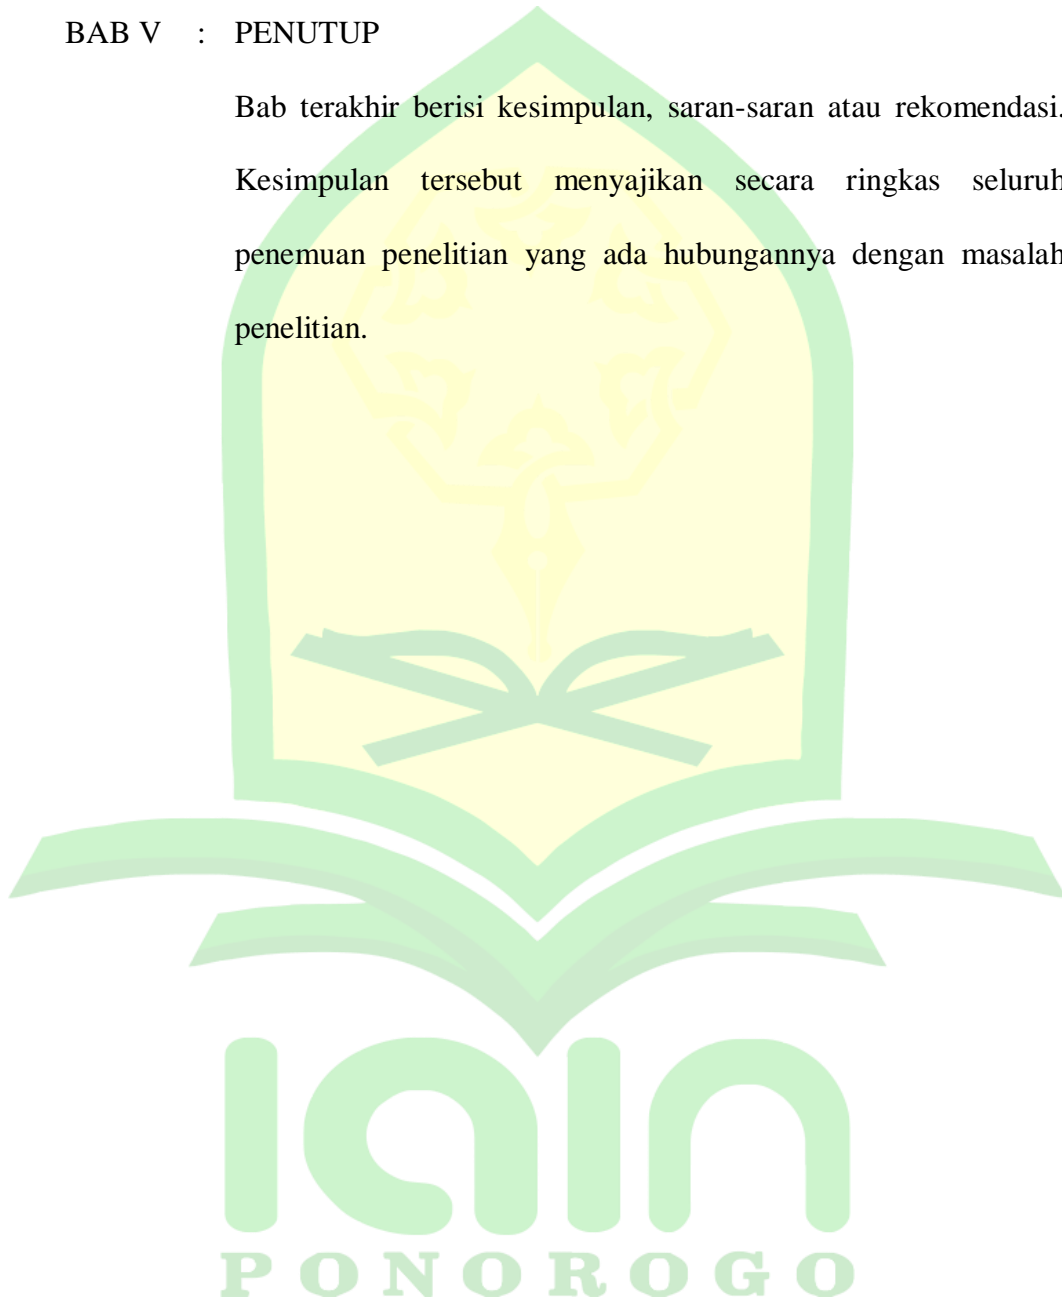 BAB V : PENUTUP
Bab terakhir berisi kesimpulan, saran-saran atau rekomendasi.
Kesimpulan tersebut menyajikan secara ringkas seluruh
penemuan penelitian yang ada hubungannya dengan masalah
penelitian.
iain
PONOROGO